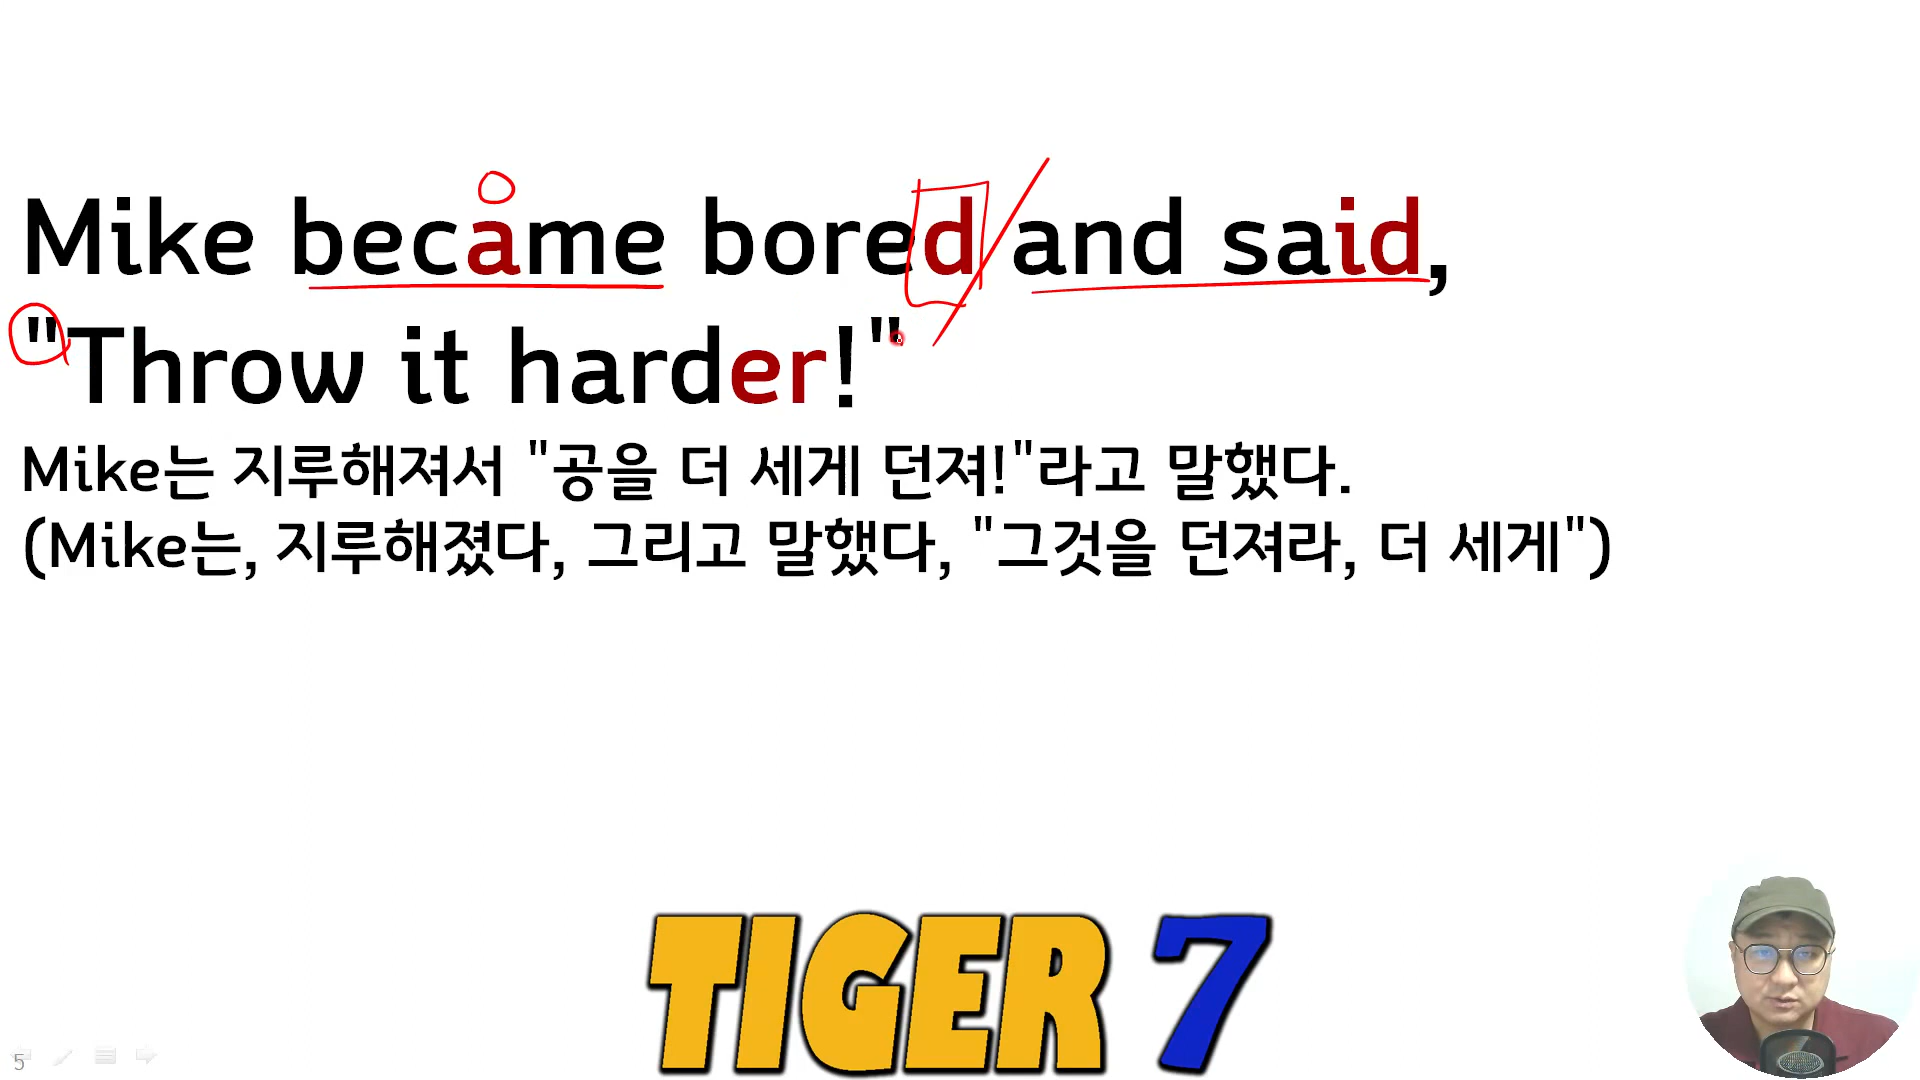 Mike became bored and said,
"Throw it harder!"
Mike는 지루해져서 "공을 더 세게 던져!"라고 말했다.
(Mike는, 지루해졌다, 그리고 말했다, "그것을 던져라, 더 세게")
TIGER 7
5